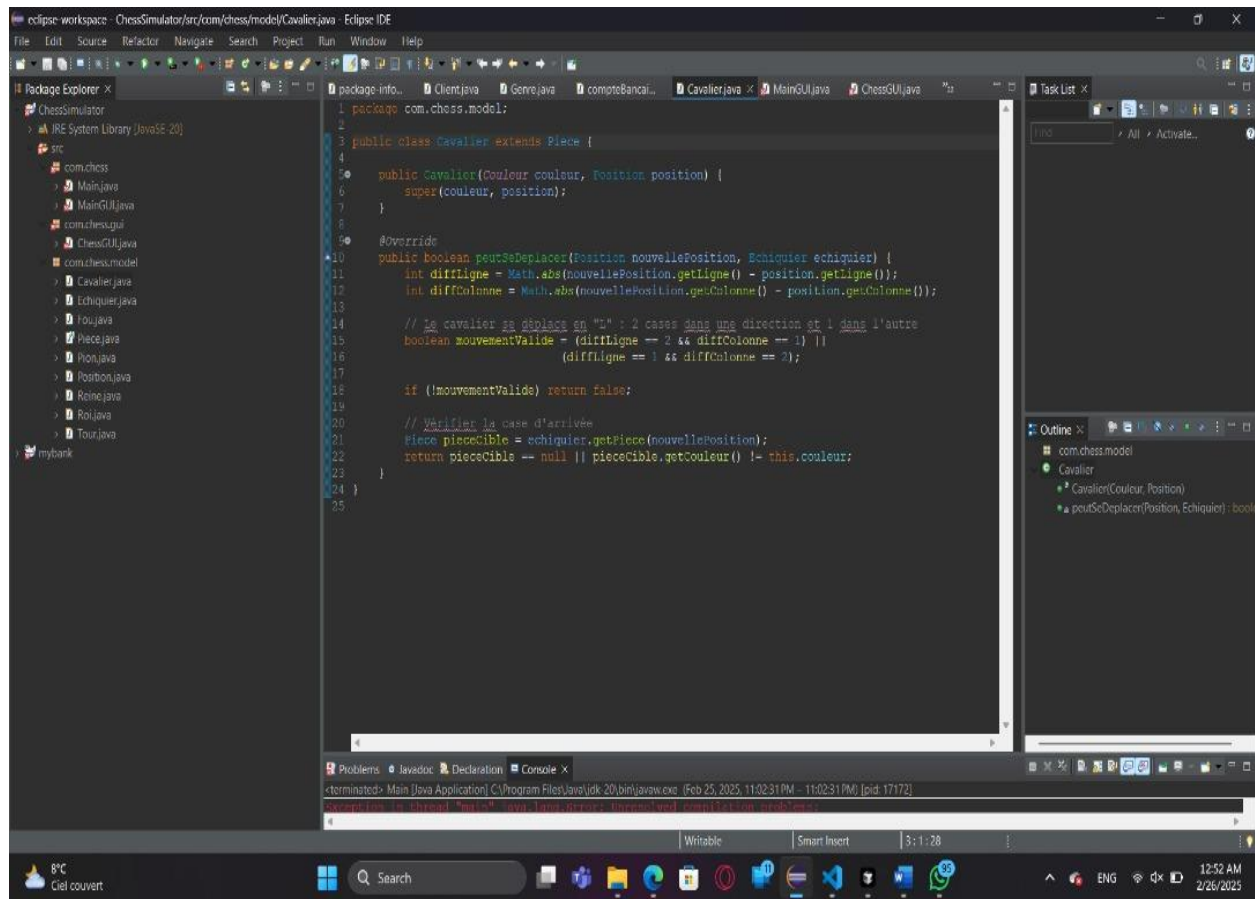 eclipse-workspace - ChessSimulator/src/com/chess/model/Cavalier.java - Eclipse IDE
File Edit Source Refactor Navigate Search Project Run Window Help
Package Explorer
ChessSimulator
JRE System Library [JavaSE-20]
src
com.chess
Main.java
MainGUI.java
com.chess.gui
ChessGUI.java
com.chess.model
Cavalier.java
Echiquier.java
Fou.java
Piece.java
Pion.java
Position.java
Reine.java
Roi.java
Tour.java
mybank
package-info... Client.java Genre.java compteBancai... Cavalier.java MainGUI.java ChessGUI.java
1 package com.chess.model;
2
3 public class Cavalier extends Piece {
4
5 public Cavalier(Couleur couleur, Position position) {
6 super(couleur, position);
7 }
8
9 @Override
10 public boolean peutSeDeplacer(Position nouvellePosition, Echiquier echiquier) {
11 int diffLigne = Math.abs(nouvellePosition.getLigne() - position.getLigne());
12 int diffColonne = Math.abs(nouvellePosition.getColonne() - position.getColonne());
13
14 // Le cavalier se déplace en "L" : 2 cases dans une direction et 1 dans l'autre
15 boolean mouvementValide = (diffLigne == 2 && diffColonne == 1) ||
16 (diffLigne == 1 && diffColonne == 2);
17
18 if (!mouvementValide) return false;
19
20 // Vérifier la case d'arrivée
21 Piece pieceCible = echiquier.getPiece(nouvellePosition);
22 return pieceCible == null || pieceCible.getCouleur() != this.couleur;
23 }
24 }
25
Task List
Find All Activate...
Outline
com.chess.model
Cavalier
Cavalier(Couleur, Position)
peutSeDeplacer(Position, Echiquier) : bool
Problems Javadoc Declaration Console
<terminated> Main [Java Application] C:\Program Files\Java\jdk-20\bin\javaw.exe (Feb 25, 2025, 11:02:31 PM – 11:02:31 PM) [pid: 17172]
Exception in thread "main" java.lang.Error: Unresolved compilation problems:
Writable Smart Insert 3 : 1 : 28
8°C
Ciel couvert
Search
11
95
ENG
12:52 AM
2/26/2025